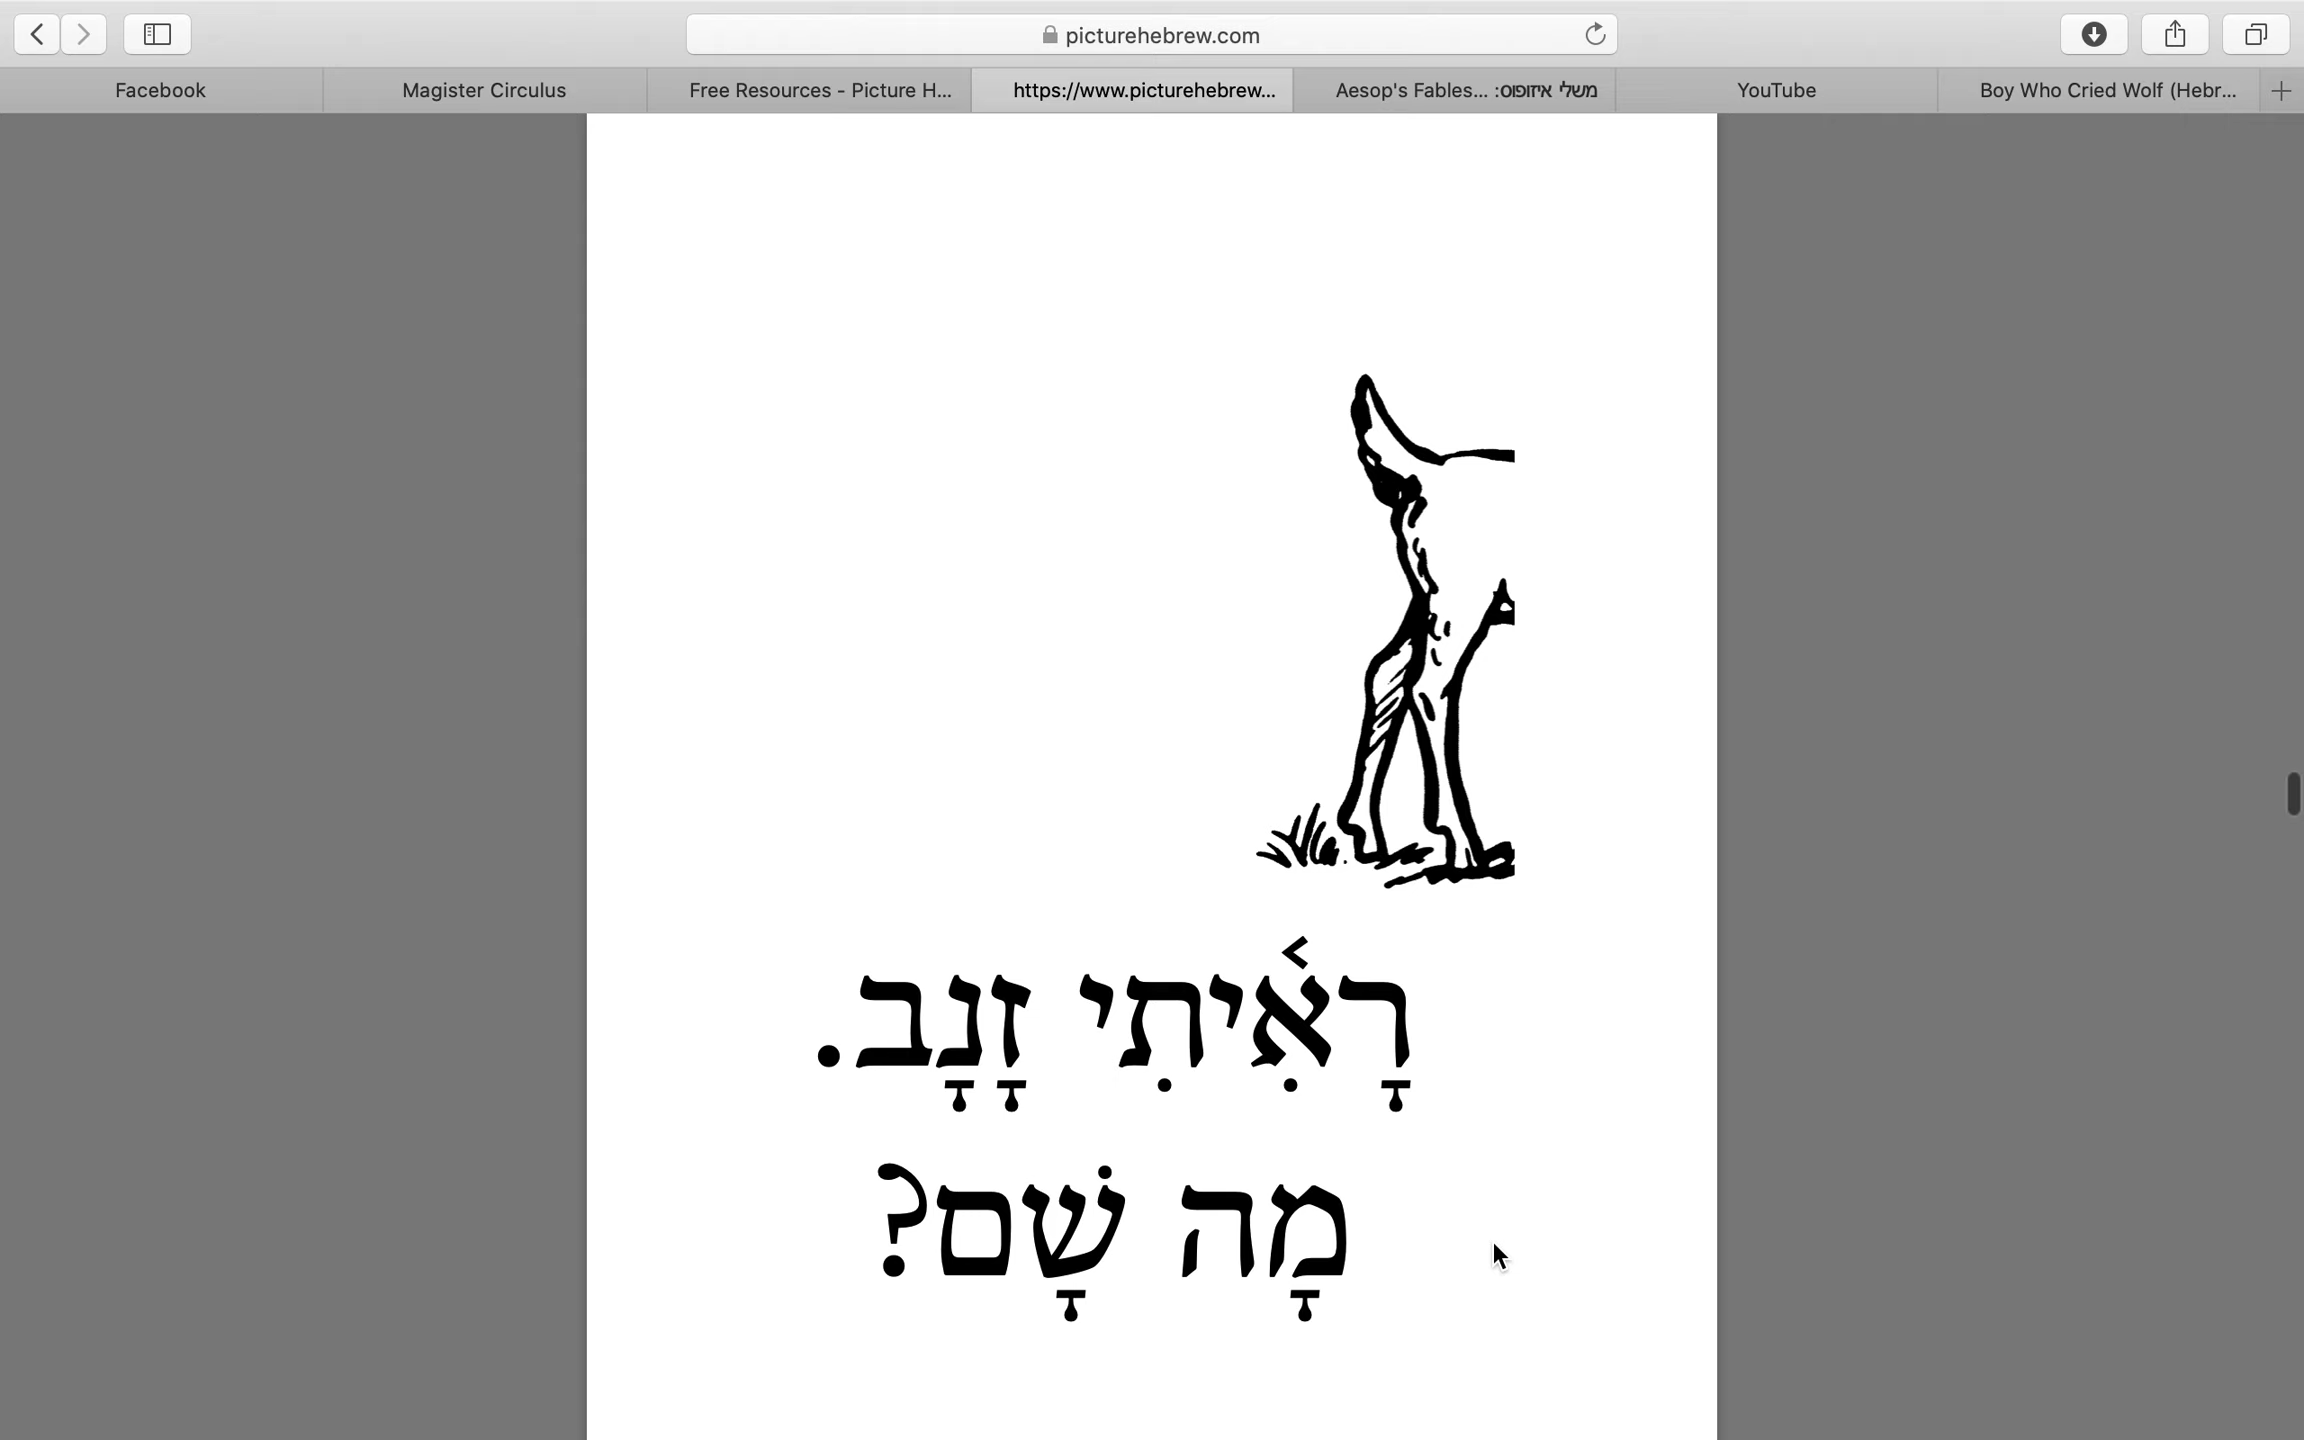 picturehebrew.com
Facebook
Magister Circulus
Free Resources - Picture H...
https://www.picturehebrew...
Aesop's Fables... :משלי איזופוס
YouTube
Boy Who Cried Wolf (Hebr...
רָאִ֫יתִי זָנָב.
מָה שָׁם?